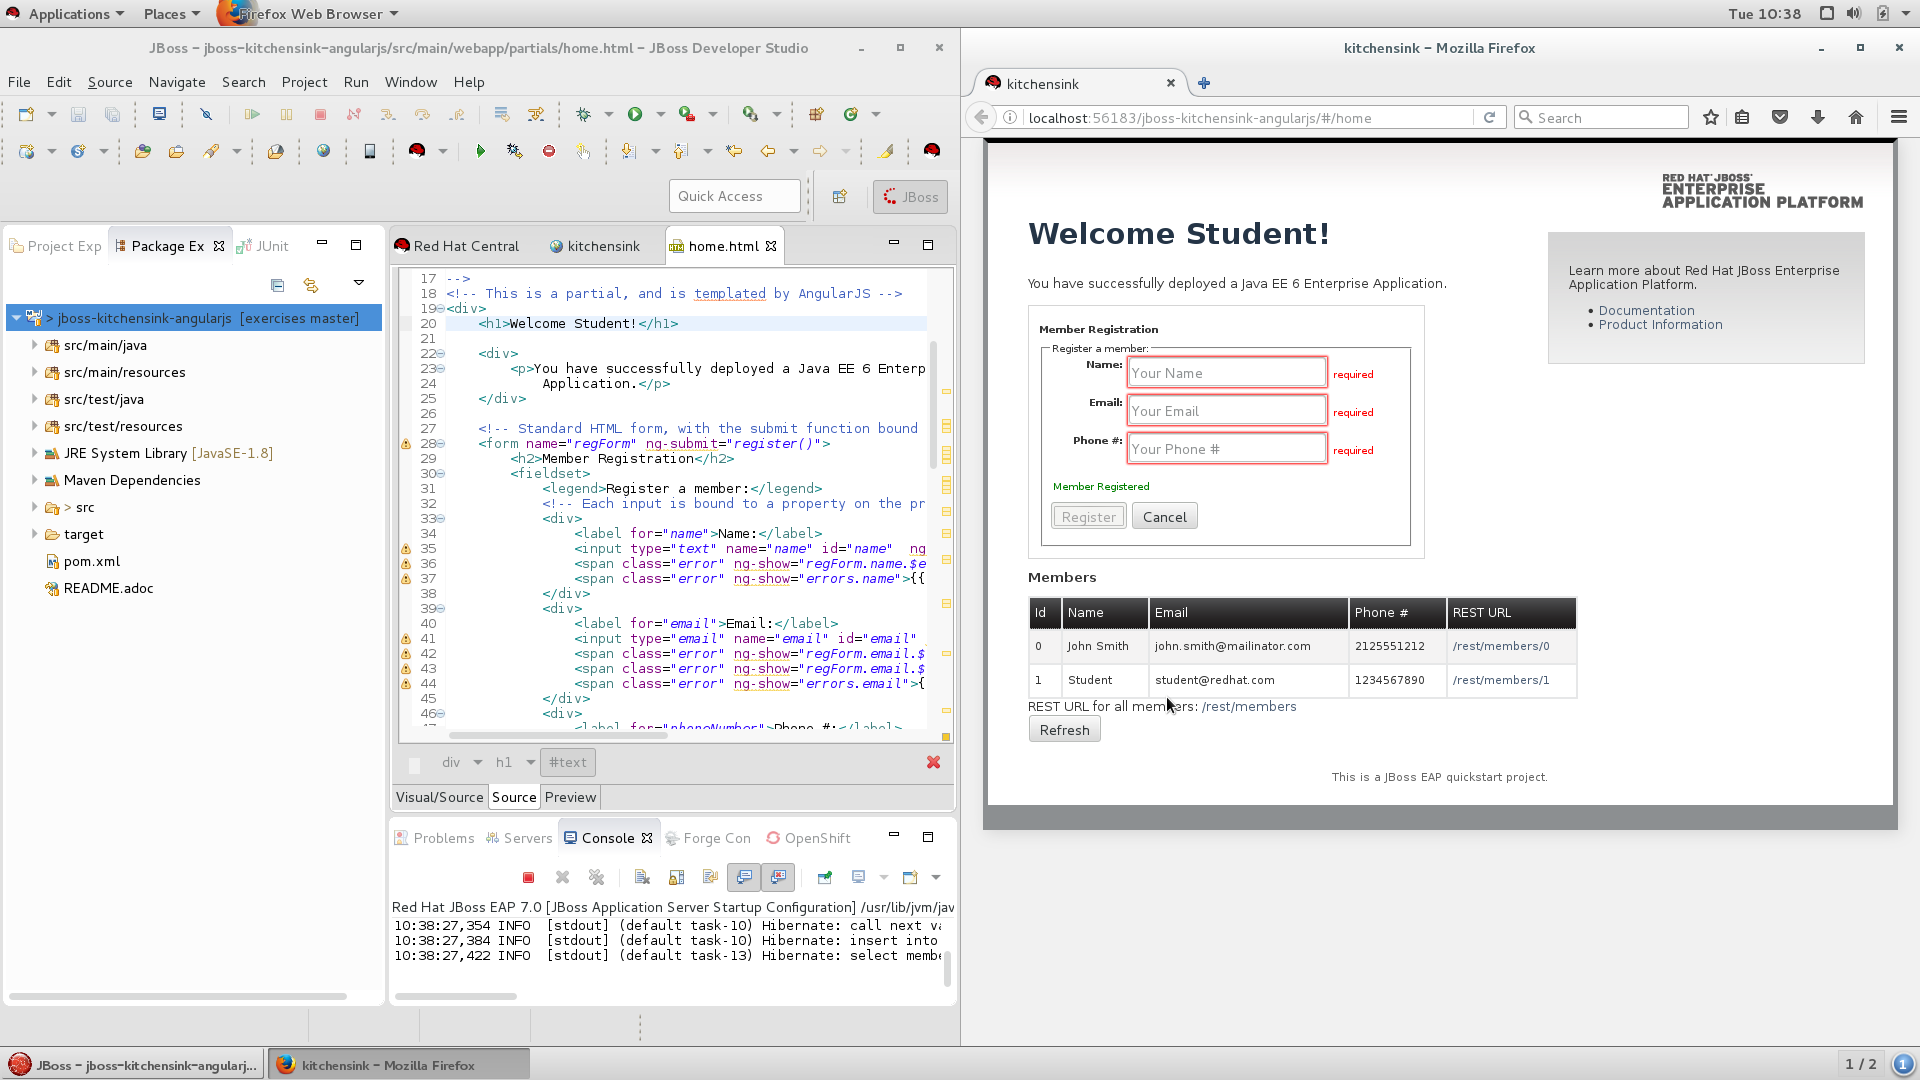 Applications Places Firefox Web Browser Tue 10:38
JBoss – jboss-kitchensink-angularjs/src/main/webapp/partials/home.html – JBoss Developer Studio
File Edit Source Navigate Search Project Run Window Help
Quick Access
JBoss
Project Exp Package Ex JUnit
> jboss-kitchensink-angularjs [exercises master]
src/main/java
src/main/resources
src/test/java
src/test/resources
JRE System Library [JavaSE-1.8]
Maven Dependencies
> src
target
pom.xml
README.adoc
Red Hat Central kitchensink home.html
17 -->
18 <!-- This is a partial, and is templated by AngularJS -->
19 <div>
20 <h1>Welcome Student!</h1>
21
22 <div>
23 <p>You have successfully deployed a Java EE 6 Enterp
24 Application.</p>
25 </div>
26
27 <!-- Standard HTML form, with the submit function bound
28 <form name="regForm" ng-submit="register()">
29 <h2>Member Registration</h2>
30 <fieldset>
31 <legend>Register a member:</legend>
32 <!-- Each input is bound to a property on the pr
33 <div>
34 <label for="name">Name:</label>
35 <input type="text" name="name" id="name" ng
36 <span class="error" ng-show="regForm.name.$e
37 <span class="error" ng-show="errors.name">{{
38 </div>
39 <div>
40 <label for="email">Email:</label>
41 <input type="email" name="email" id="email"
42 <span class="error" ng-show="regForm.email.$
43 <span class="error" ng-show="regForm.email.$
44 <span class="error" ng-show="errors.email">{
45 </div>
46 <div>
<label for="phoneNumber">Phone #:</label>
div h1 #text
Visual/Source Source Preview
Problems Servers Console Forge Con OpenShift
Red Hat JBoss EAP 7.0 [JBoss Application Server Startup Configuration] /usr/lib/jvm/jav
10:38:27,354 INFO [stdout] (default task-10) Hibernate: call next va
10:38:27,384 INFO [stdout] (default task-10) Hibernate: insert into
10:38:27,422 INFO [stdout] (default task-13) Hibernate: select membe
kitchensink – Mozilla Firefox
kitchensink
localhost:56183/jboss-kitchensink-angularjs/#/home
Search
RED HAT JBOSS
ENTERPRISE
APPLICATION PLATFORM
Welcome Student!
You have successfully deployed a Java EE 6 Enterprise Application.
Learn more about Red Hat JBoss Enterprise
Application Platform.
Documentation
Product Information
Member Registration
Register a member:
Name: Your Name required
Email: Your Email required
Phone #: Your Phone # required
Member Registered
Register Cancel
Members
Id Name Email Phone # REST URL
0 John Smith john.smith@mailinator.com 2125551212 /rest/members/0
1 Student student@redhat.com 1234567890 /rest/members/1
REST URL for all members: /rest/members
Refresh
This is a JBoss EAP quickstart project.
JBoss – jboss-kitchensink-angularj... kitchensink – Mozilla Firefox 1 / 2 1